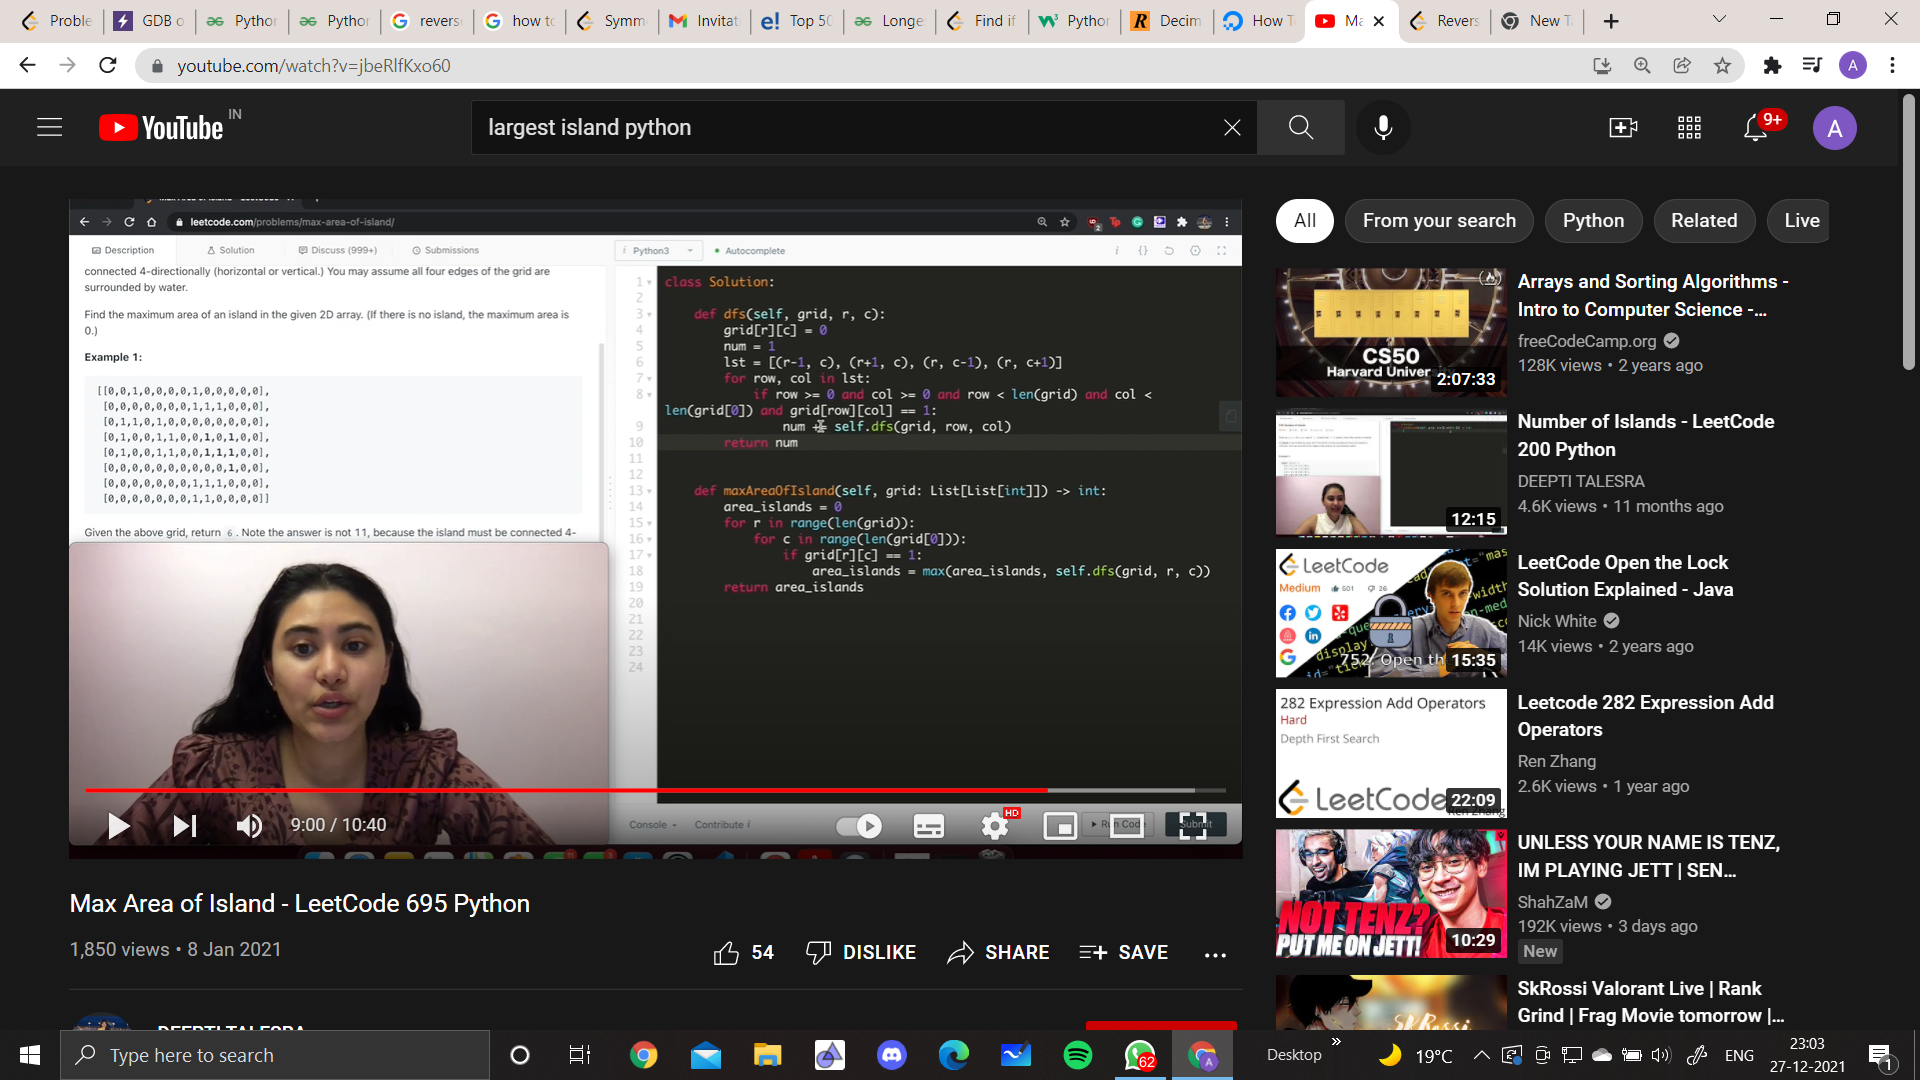 Proble
GDB o
Python
Python
revers
how to
Symm
Invitat
Top 50
Longe
Find if
Python
Decim
How T
Ma
Revers
New Ta
youtube.com/watch?v=jbeRlfKxo60
YouTube IN
largest island python
9+
A
leetcode.com/problems/max-area-of-island/
Description
Solution
Discuss (999+)
Submissions
Python3
Autocomplete
connected 4-directionally (horizontal or vertical.) You may assume all four edges of the grid are
surrounded by water.
Find the maximum area of an island in the given 2D array. (If there is no island, the maximum area is
0.)
Example 1:
[[0,0,1,0,0,0,0,1,0,0,0,0,0],
[0,0,0,0,0,0,0,1,1,1,0,0,0],
[0,1,1,0,1,0,0,0,0,0,0,0,0],
[0,1,0,0,1,1,0,0,1,0,1,0,0],
[0,1,0,0,1,1,0,0,1,1,1,0,0],
[0,0,0,0,0,0,0,0,0,0,1,0,0],
[0,0,0,0,0,0,0,1,1,1,0,0,0],
[0,0,0,0,0,0,0,1,1,0,0,0,0]]
Given the above grid, return 6. Note the answer is not 11, because the island must be connected 4-
1 class Solution:
2
3 def dfs(self, grid, r, c):
4 grid[r][c] = 0
5 num = 1
6 lst = [(r-1, c), (r+1, c), (r, c-1), (r, c+1)]
7 for row, col in lst:
8 if row >= 0 and col >= 0 and row < len(grid) and col <
len(grid[0]) and grid[row][col] == 1:
9 num += self.dfs(grid, row, col)
10 return num
11
12
13 def maxAreaOfIsland(self, grid: List[List[int]]) -> int:
14 area_islands = 0
15 for r in range(len(grid)):
16 for c in range(len(grid[0])):
17 if grid[r][c] == 1:
18 area_islands = max(area_islands, self.dfs(grid, r, c))
19 return area_islands
20
21
22
23
24
Console
Contribute i
Run Code
Submit
9:00 / 10:40
HD
Max Area of Island - LeetCode 695 Python
1,850 views • 8 Jan 2021
54
DISLIKE
SHARE
SAVE
DEEPTI TALESRA
All
From your search
Python
Related
Live
CS50
Harvard Univer
2:07:33
Arrays and Sorting Algorithms -
Intro to Computer Science -...
freeCodeCamp.org
128K views • 2 years ago
12:15
Number of Islands - LeetCode
200 Python
DEEPTI TALESRA
4.6K views • 11 months ago
LeetCode
Medium 501 26
752. Open th
15:35
LeetCode Open the Lock
Solution Explained - Java
Nick White
14K views • 2 years ago
282 Expression Add Operators
Hard
Depth First Search
LeetCode
Ren Zhang
22:09
Leetcode 282 Expression Add
Operators
Ren Zhang
2.6K views • 1 year ago
NOT TENZ?
PUT ME ON JETT!
10:29
UNLESS YOUR NAME IS TENZ,
IM PLAYING JETT | SEN...
ShahZaM
192K views • 3 days ago
New
SKRossi
SkRossi Valorant Live | Rank
Grind | Frag Movie tomorrow |...
Type here to search
62
Desktop
19°C
ENG
23:03
27-12-2021
1